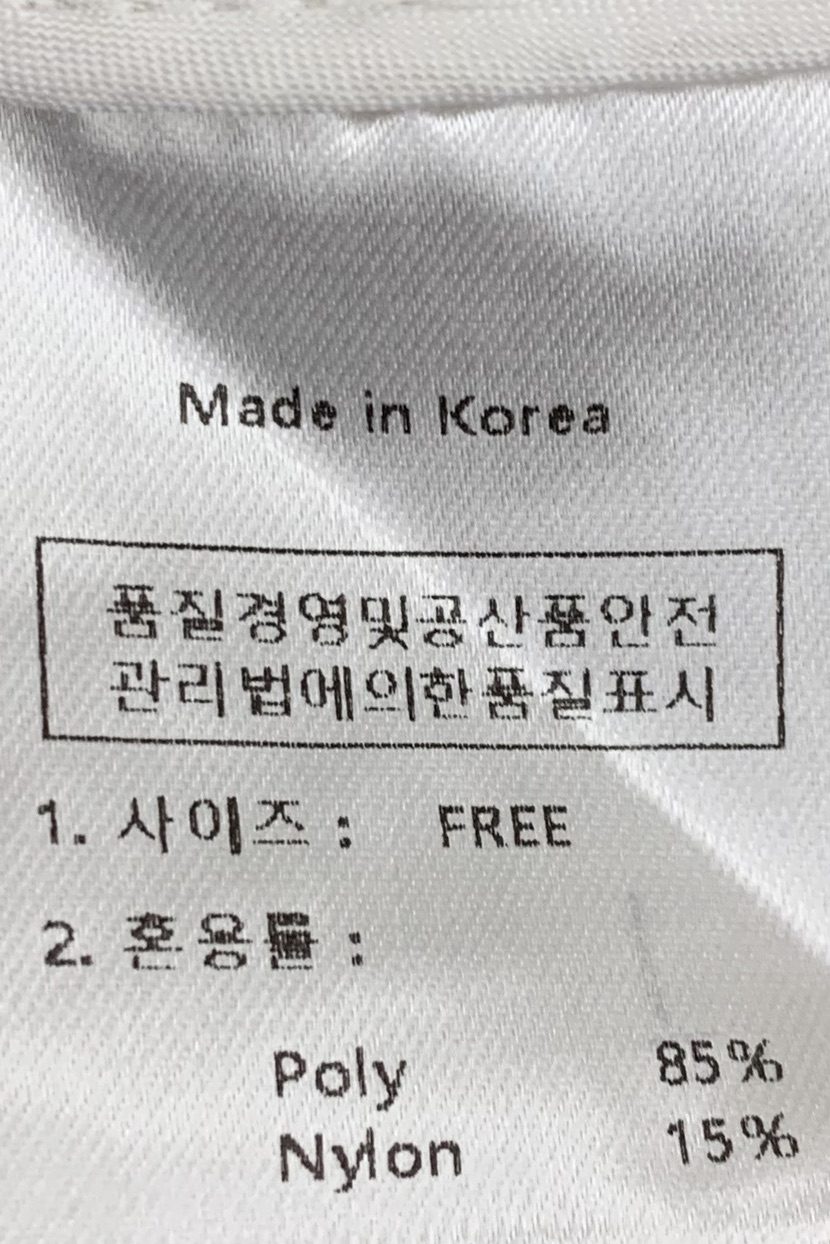 Made in Korea
품질경영및공산품안전
관리법에의한품질표시
1. 사이즈 : FREE
2. 혼용률 :
Poly 85%
Nylon 15%